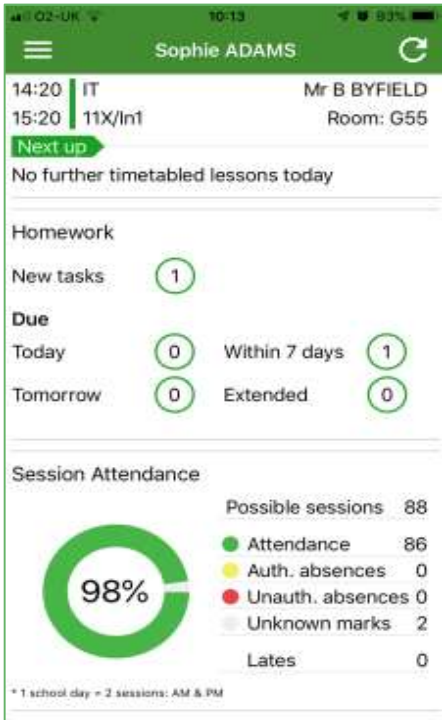 O2-UK 10:13 93%
Sophie ADAMS
14:20 IT Mr B BYFIELD
15:20 11X/In1 Room: G55
Next up
No further timetabled lessons today
Homework
New tasks 1
Due
Today 0 Within 7 days 1
Tomorrow 0 Extended 0
Session Attendance
Possible sessions 88
98%
Attendance 86
Auth. absences 0
Unauth. absences 0
Unknown marks 2
Lates 0
* 1 school day = 2 sessions: AM & PM